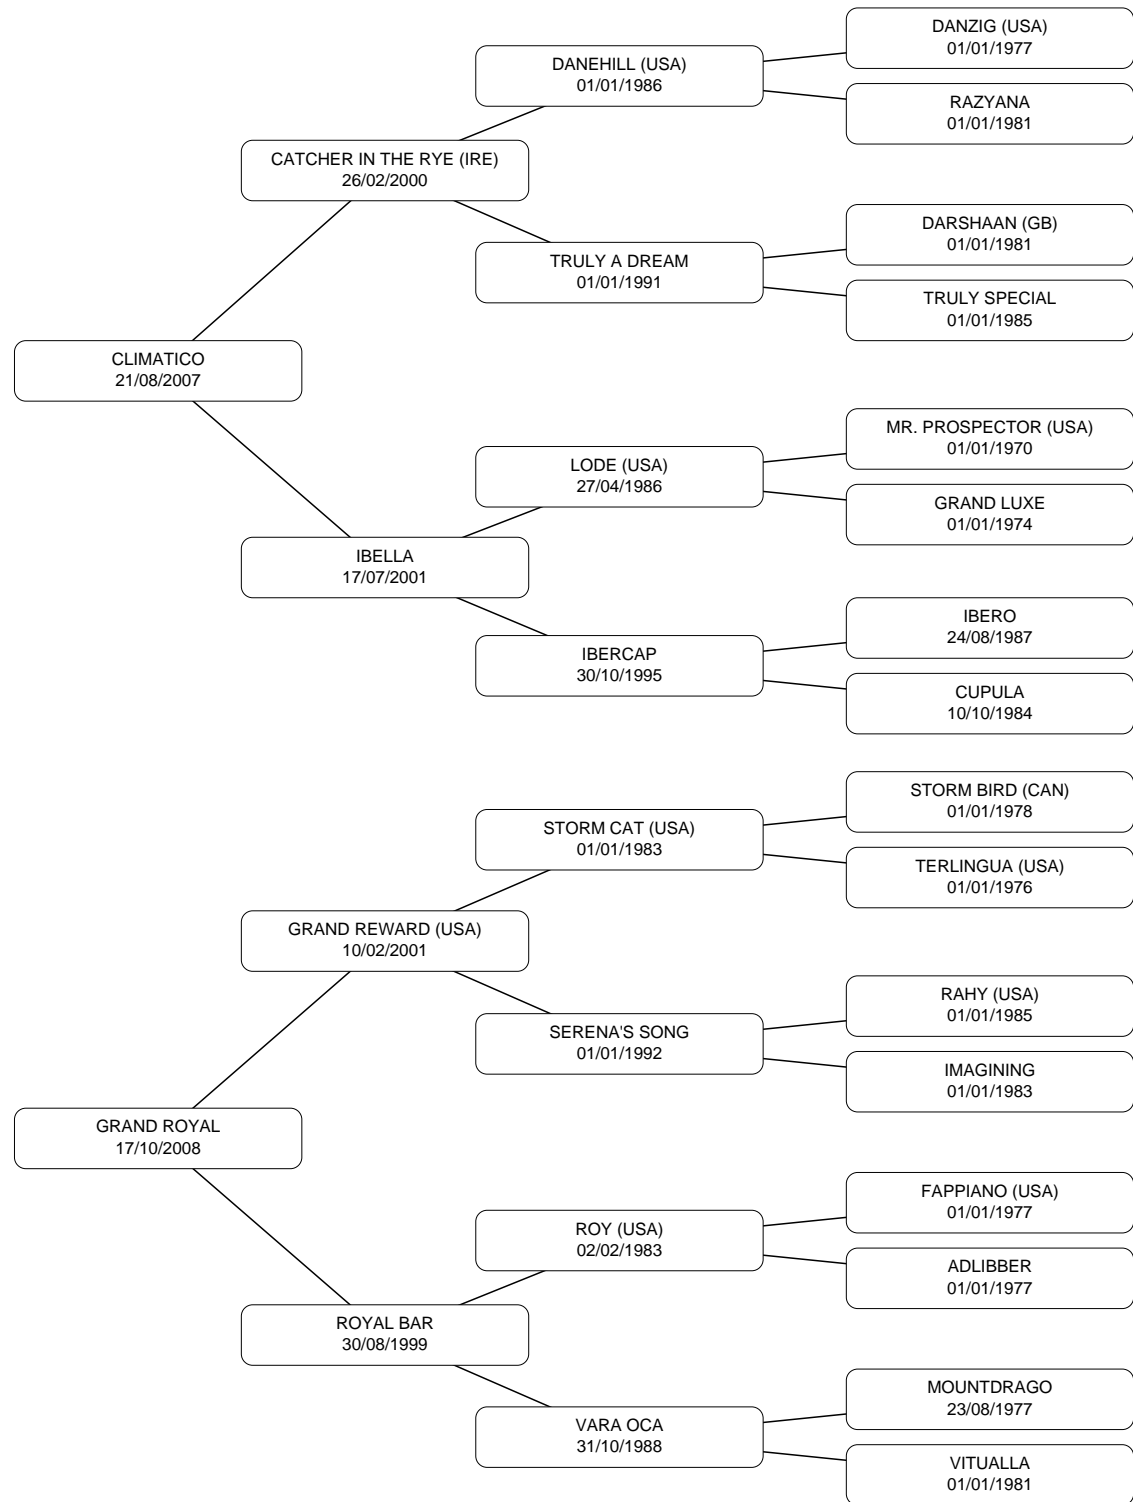 DANZIG (USA)
01/01/1977
DANEHILL (USA)
01/01/1986
RAZYANA
01/01/1981
CATCHER IN THE RYE (IRE)
26/02/2000
DARSHAAN (GB)
01/01/1981
TRULY A DREAM
01/01/1991
TRULY SPECIAL
01/01/1985
CLIMATICO
21/08/2007
MR. PROSPECTOR (USA)
01/01/1970
LODE (USA)
27/04/1986
GRAND LUXE
01/01/1974
IBELLA
17/07/2001
IBERO
24/08/1987
IBERCAP
30/10/1995
CUPULA
10/10/1984
STORM BIRD (CAN)
01/01/1978
STORM CAT (USA)
01/01/1983
TERLINGUA (USA)
01/01/1976
GRAND REWARD (USA)
10/02/2001
RAHY (USA)
01/01/1985
SERENA'S SONG
01/01/1992
IMAGINING
01/01/1983
GRAND ROYAL
17/10/2008
FAPPIANO (USA)
01/01/1977
ROY (USA)
02/02/1983
ADLIBBER
01/01/1977
ROYAL BAR
30/08/1999
MOUNTDRAGO
23/08/1977
VARA OCA
31/10/1988
VITUALLA
01/01/1981